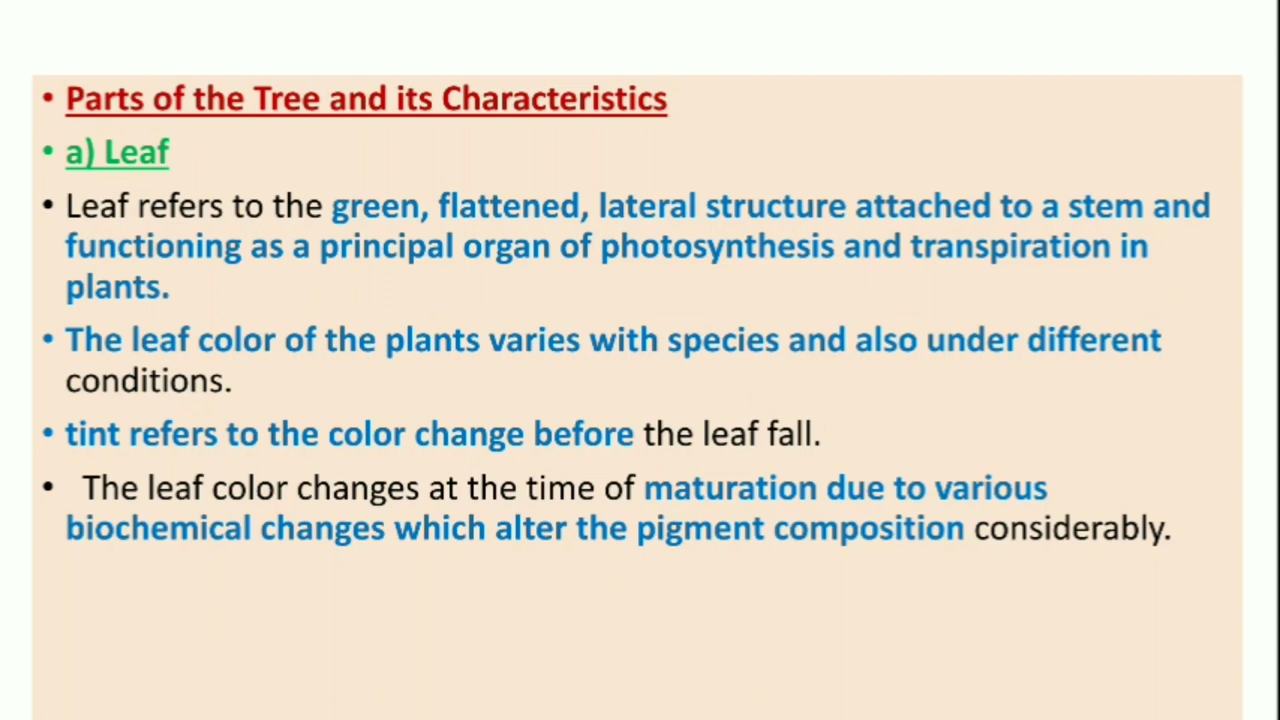 • Parts of the Tree and its Characteristics
• a) Leaf
• Leaf refers to the green, flattened, lateral structure attached to a stem and
functioning as a principal organ of photosynthesis and transpiration in
plants.
• The leaf color of the plants varies with species and also under different
conditions.
• tint refers to the color change before the leaf fall.
• The leaf color changes at the time of maturation due to various
biochemical changes which alter the pigment composition considerably.